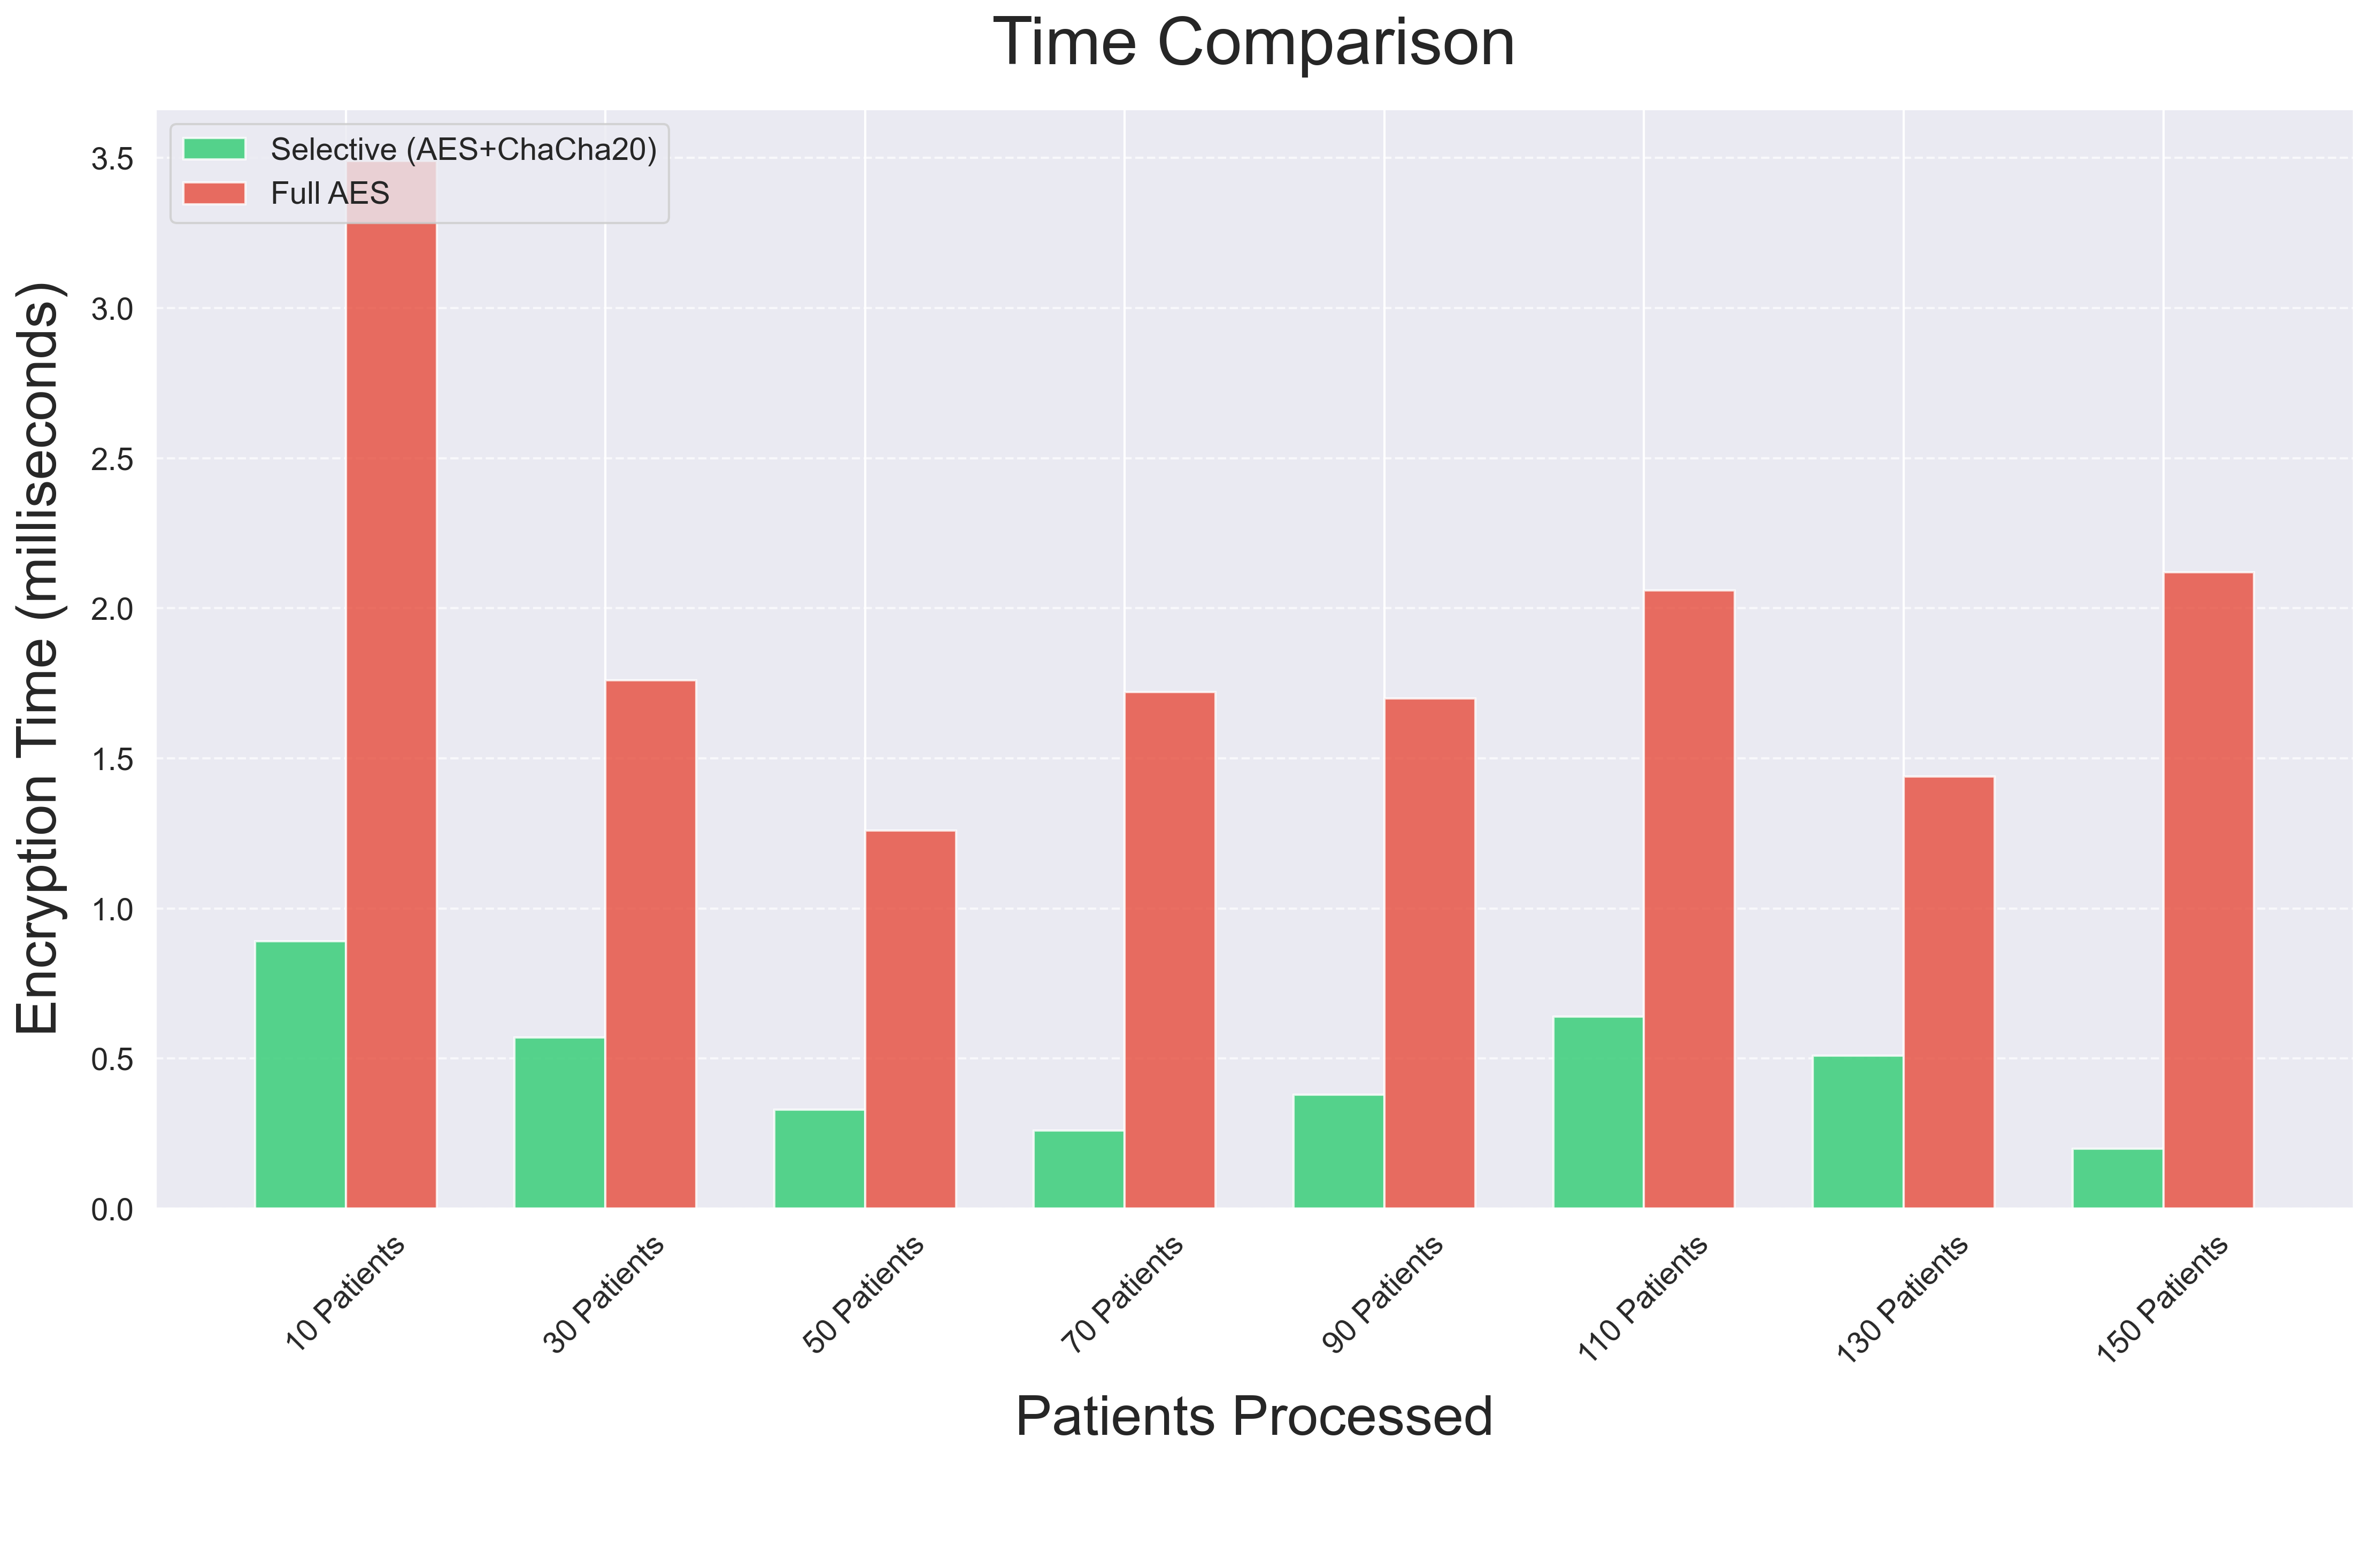 Time Comparison
Selective (AES+ChaCha20)
Full AES
Encryption Time (milliseconds)
3.5
3.0
2.5
2.0
1.5
1.0
0.5
0.0
10 Patients
30 Patients
50 Patients
70 Patients
90 Patients
110 Patients
130 Patients
150 Patients
Patients Processed